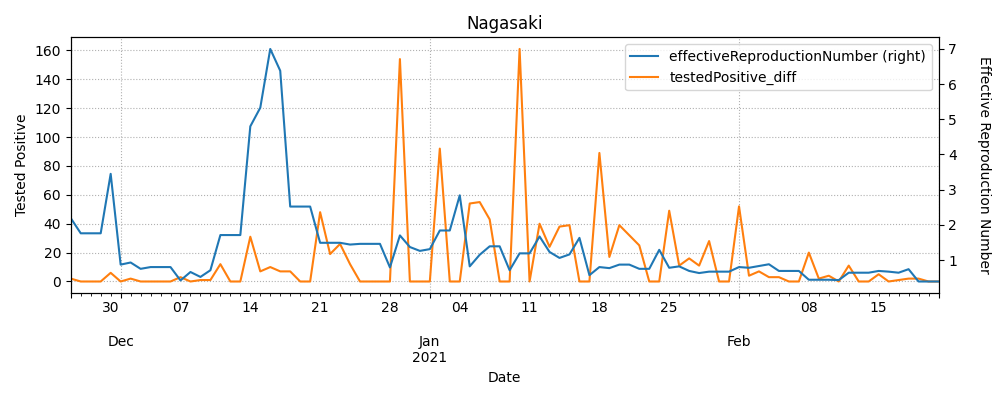 Nagasaki
effectiveReproductionNumber (right)
testedPositive_diff
Tested Positive
160
140
120
100
80
60
40
20
0
7
6
5
4
3
2
1
Effective Reproduction Number
30 07 14 21 28 04 11 18 25 08 15
Dec Jan Feb
2021
Date